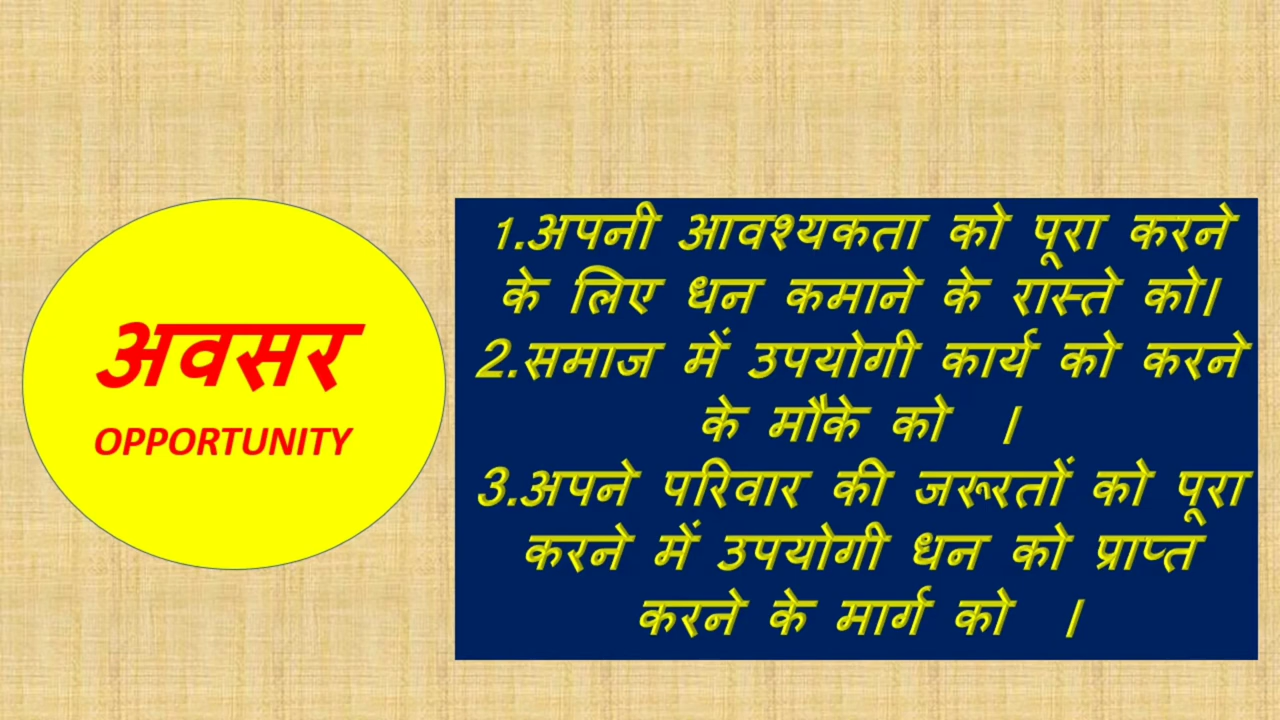 अवसर
OPPORTUNITY
1.अपनी आवश्यकता को पूरा करने
के लिए धन कमाने के रास्ते को।
2.समाज में उपयोगी कार्य को करने
के मौके को ।
3.अपने परिवार की जरूरतों को पूरा
करने में उपयोगी धन को प्राप्त
करने के मार्ग को ।